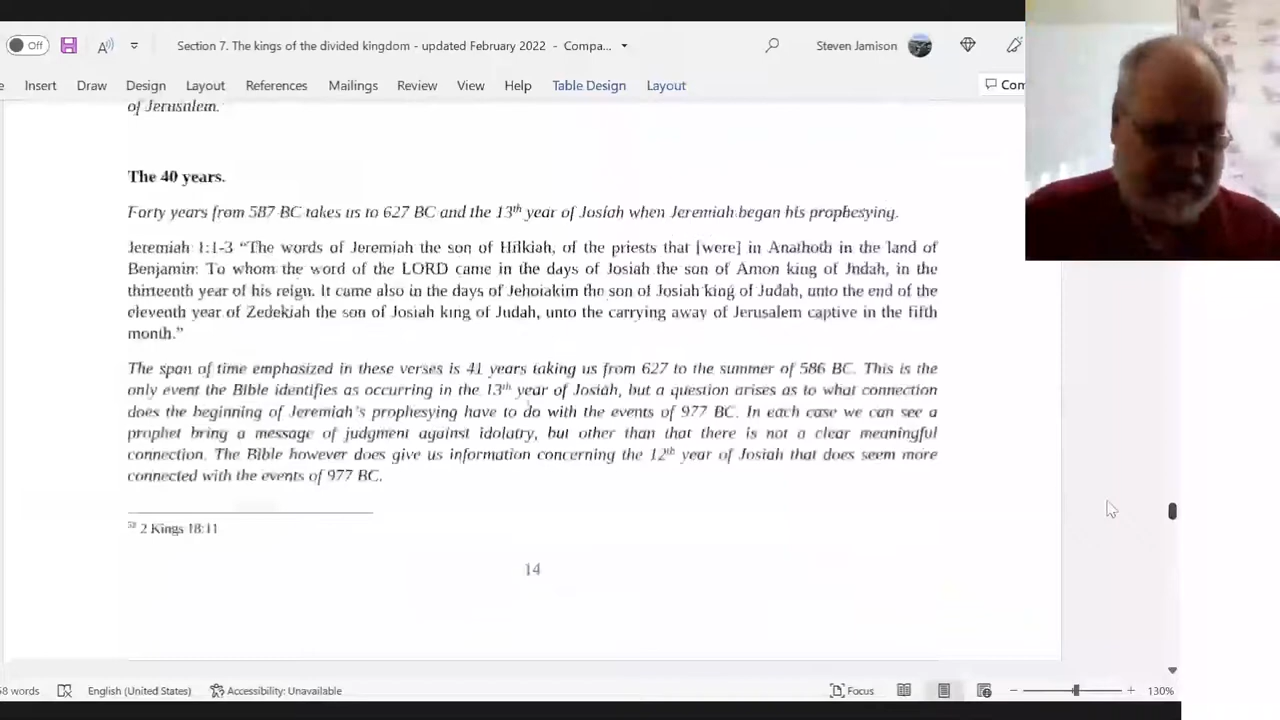 Off
Section 7. The kings of the divided kingdom - updated February 2022 - Compa...
Steven Jamison
Insert Draw Design Layout References Mailings Review View Help Table Design Layout
Com
of Jerusalem.
The 40 years.
Forty years from 587 BC takes us to 627 BC and the 13th year of Josiah when Jeremiah began his prophesying.
Jeremiah 1:1-3 “The words of Jeremiah the son of Hilkiah, of the priests that [were] in Anathoth in the land of
Benjamin: To whom the word of the LORD came in the days of Josiah the son of Amon king of Judah, in the
thirteenth year of his reign. It came also in the days of Jehoiakim the son of Josiah king of Judah, unto the end of the
eleventh year of Zedekiah the son of Josiah king of Judah, unto the carrying away of Jerusalem captive in the fifth
month.”
The span of time emphasized in these verses is 41 years taking us from 627 to the summer of 586 BC. This is the
only event the Bible identifies as occurring in the 13th year of Josiah, but a question arises as to what connection
does the beginning of Jeremiah's prophesying have to do with the events of 977 BC. In each case we can see a
prophet bring a message of judgment against idolatry, but other than that there is not a clear meaningful
connection. The Bible however does give us information concerning the 12th year of Josiah that does seem more
connected with the events of 977 BC.
2 Kings 18:11
14
words
English (United States)
Accessibility: Unavailable
Focus
130%